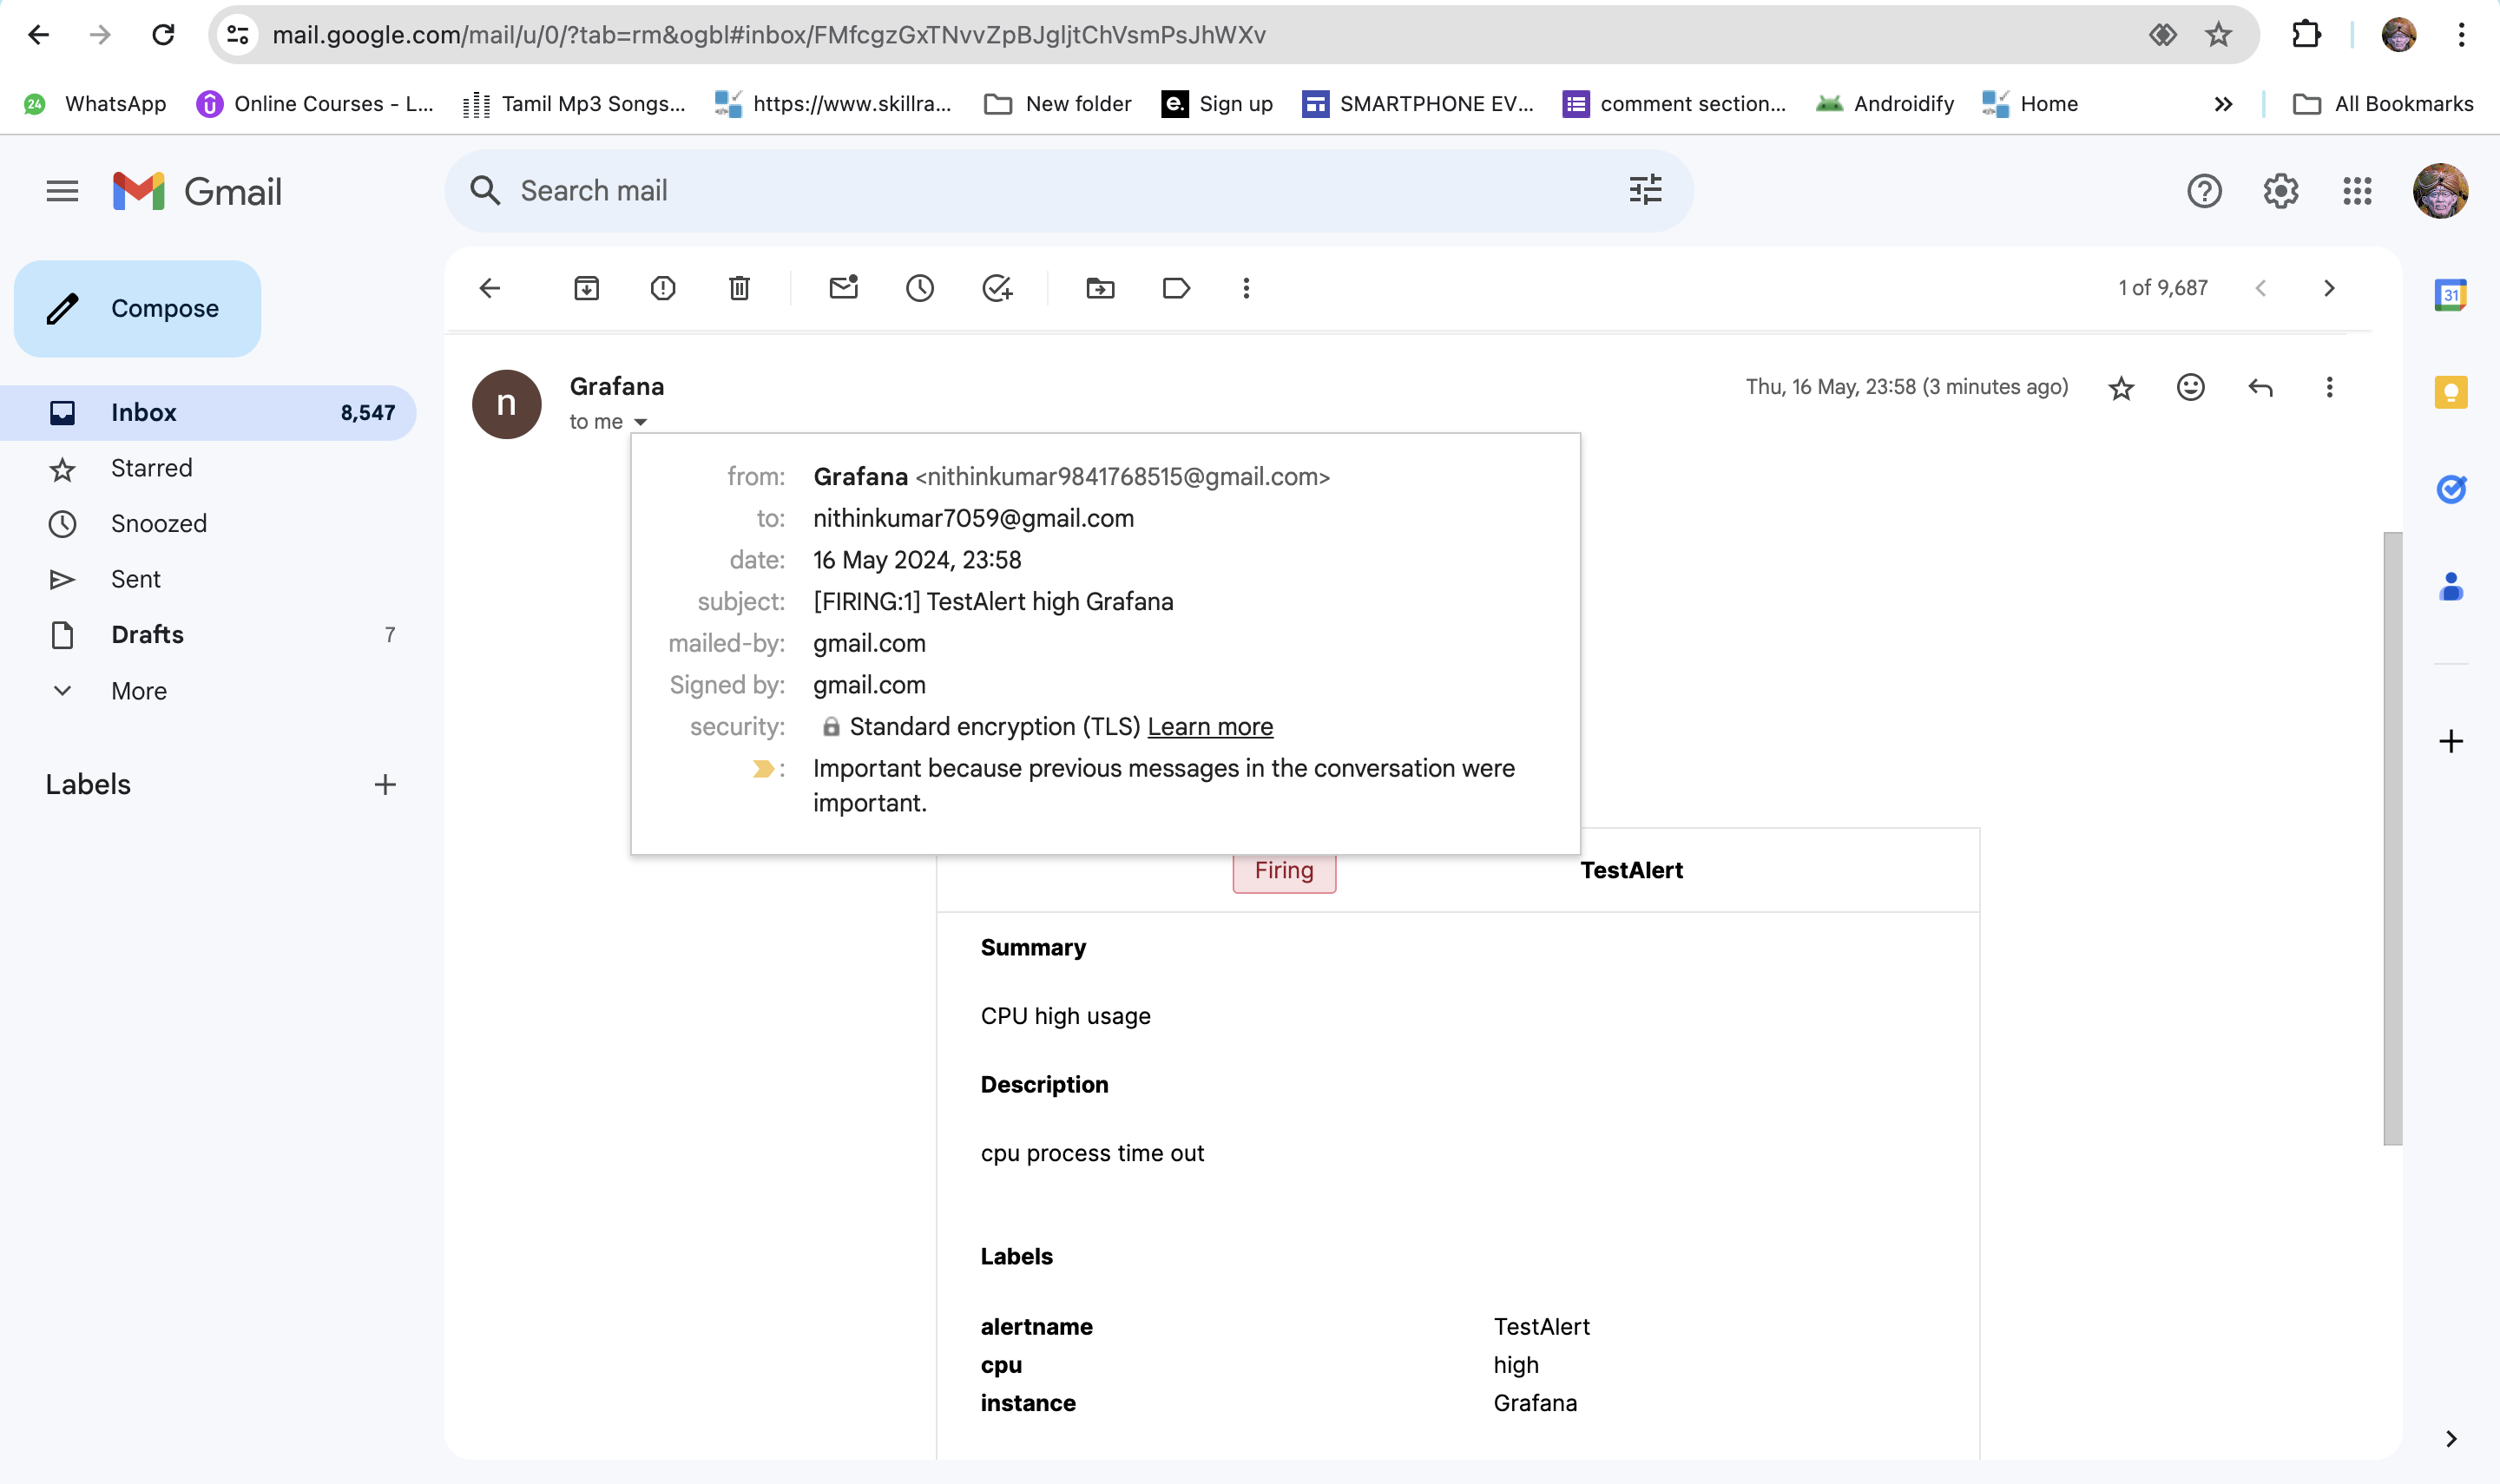 mail.google.com/mail/u/0/?tab=rm&ogbl#inbox/FMfcgzGxTNvvZpBJgljtChVsmPsJhWXv
24 WhatsApp Online Courses - L... Tamil Mp3 Songs... https://www.skillra... New folder e. Sign up SMARTPHONE EV... comment section... Androidify Home All Bookmarks
Gmail
Search mail
Compose
1 of 9,687
31
Inbox 8,547
Starred
Snoozed
Sent
Drafts 7
More
Labels
n
Grafana
to me
Thu, 16 May, 23:58 (3 minutes ago)
from: Grafana <nithinkumar9841768515@gmail.com>
to: nithinkumar7059@gmail.com
date: 16 May 2024, 23:58
subject: [FIRING:1] TestAlert high Grafana
mailed-by: gmail.com
Signed by: gmail.com
security: Standard encryption (TLS) Learn more
: Important because previous messages in the conversation were
important.
Firing TestAlert
Summary
CPU high usage
Description
cpu process time out
Labels
alertname TestAlert
cpu high
instance Grafana